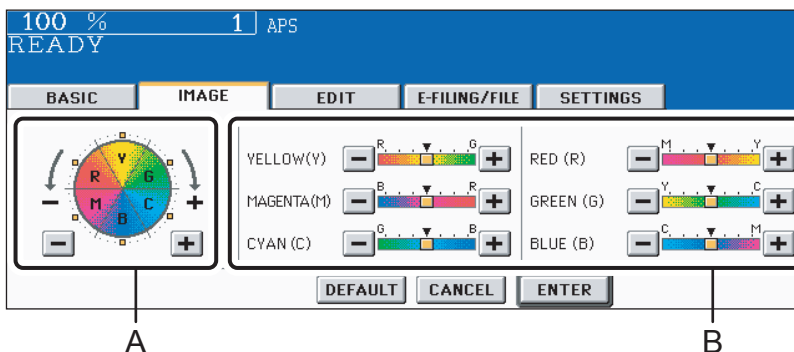 100 % 1 APS
READY
BASIC IMAGE EDIT E-FILING/FILE SETTINGS
Y
R G
M C
B
- +
- +
YELLOW(Y) - R G +
MAGENTA(M) - B R +
CYAN (C) - G B +
RED (R) - M Y +
GREEN (G) - Y C +
BLUE (B) - C M +
DEFAULT CANCEL ENTER
A B